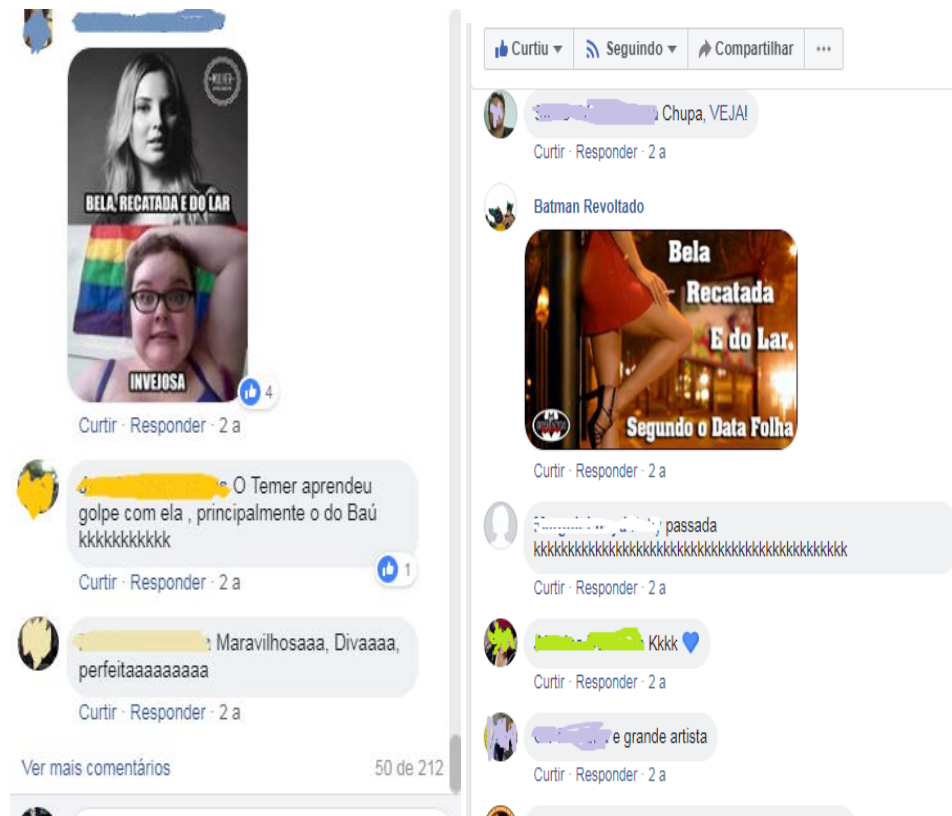 BELA, RECATADA E DO LAR
INVEJOSA
4
Curtir · Responder · 2 a
O Temer aprendeu
golpe com ela , principalmente o do Baú
kkkkkkkkkkk
1
Curtir · Responder · 2 a
Maravilhosaaa, Divaaaa,
perfeitaaaaaaaaa
Curtir · Responder · 2 a
Ver mais comentários
50 de 212
Curtiu
Seguindo
Compartilhar
Chupa, VEJA!
Curtir · Responder · 2 a
Batman Revoltado
Bela
Recatada
E do Lar.
Segundo o Data Folha
Curtir · Responder · 2 a
passada
kkkkkkkkkkkkkkkkkkkkkkkkkkkkkkkkkkkkkkkkkkkkkk
Curtir · Responder · 2 a
Kkkk 💙
Curtir · Responder · 2 a
e grande artista
Curtir · Responder · 2 a